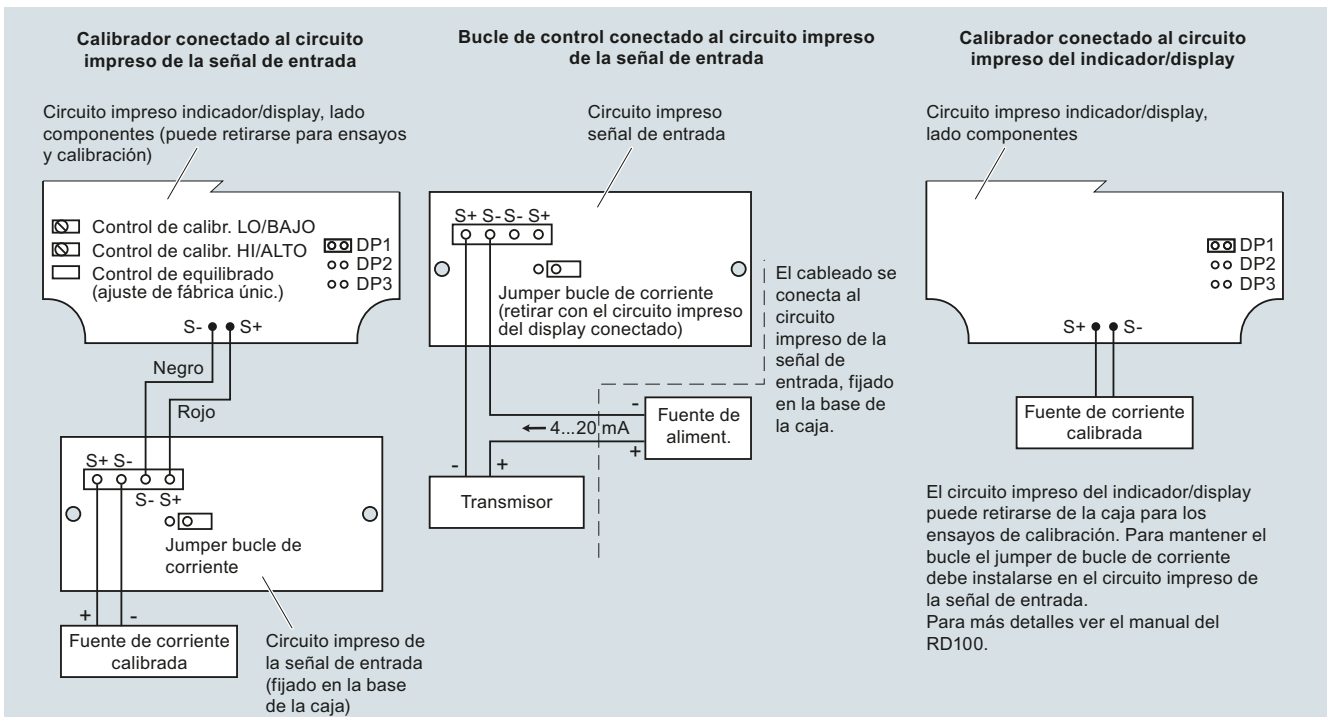 Calibrador conectado al circuito
impreso de la señal de entrada
Circuito impreso indicador/display, lado
componentes (puede retirarse para ensayos
y calibración)
Control de calibr. LO/BAJO
Control de calibr. HI/ALTO
Control de equilibrado
(ajuste de fábrica únic.)
DP1
DP2
DP3
S- S+
Negro
Rojo
S+ S-
S- S+
Jumper bucle de
corriente
+ -
Fuente de corriente
calibrada
Circuito impreso de
la señal de entrada
(fijado en la base
de la caja)
Bucle de control conectado al circuito impreso
de la señal de entrada
Circuito impreso
señal de entrada
S+ S- S- S+
Jumper bucle de corriente
(retirar con el circuito impreso
del display conectado)
El cableado se
conecta al
circuito
impreso de la
señal de
entrada, fijado
en la base de
la caja.
-
Fuente de
aliment.
← 4...20 mA
+
- +
Transmisor
Calibrador conectado al circuito
impreso del indicador/display
Circuito impreso indicador/display,
lado componentes
DP1
DP2
DP3
S+ S-
Fuente de corriente
calibrada
El circuito impreso del indicador/display
puede retirarse de la caja para los
ensayos de calibración. Para mantener el
bucle el jumper de bucle de corriente
debe instalarse en el circuito impreso de
la señal de entrada.
Para más detalles ver el manual del
RD100.